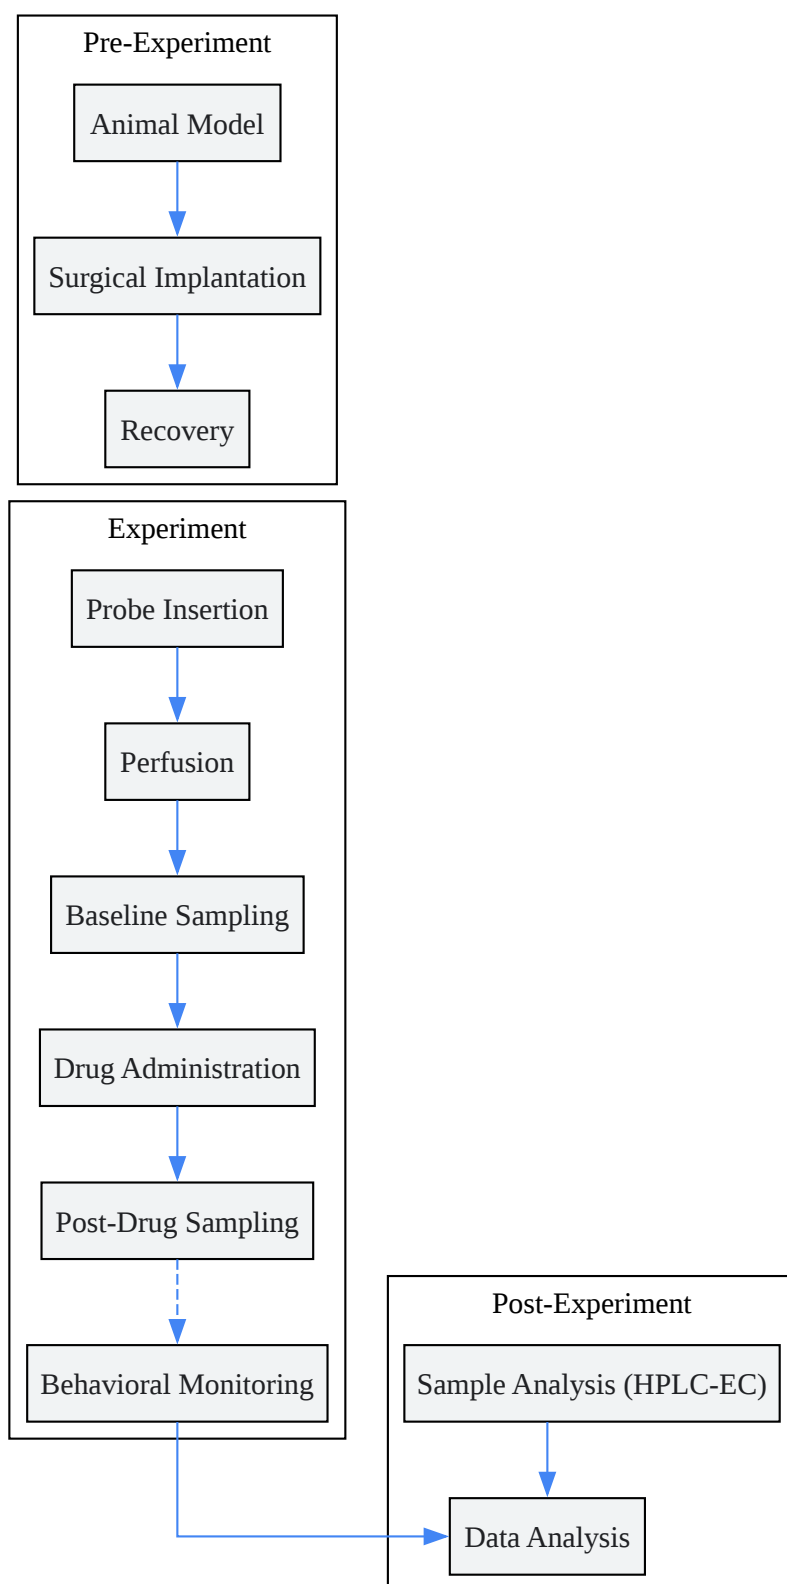 Pre-Experiment
Animal Model
Surgical Implantation
Recovery
Experiment
Probe Insertion
Perfusion
Baseline Sampling
Drug Administration
Post-Drug Sampling
Behavioral Monitoring
Post-Experiment
Sample Analysis (HPLC-EC)
Data Analysis